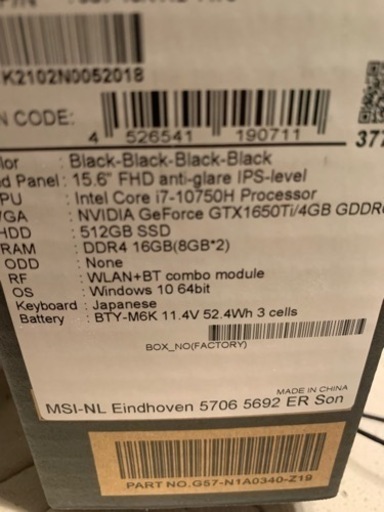 K2102N0052018
N CODE:
4 526541 190711
377
lor : Black-Black-Black-Black
d Panel : 15.6" FHD anti-glare IPS-level
PU : Intel Core i7-10750H Processor
GA : NVIDIA GeForce GTX1650Ti/4GB GDDR6
HDD : 512GB SSD
RAM : DDR4 16GB(8GB*2)
ODD : None
RF : WLAN+BT combo module
OS : Windows 10 64bit
Keyboard : Japanese
Battery : BTY-M6K 11.4V 52.4Wh 3 cells
BOX_NO(FACTORY)
MADE IN CHINA
MSI-NL Eindhoven 5706 5692 ER Son
PART NO.G57-N1A0340-Z19